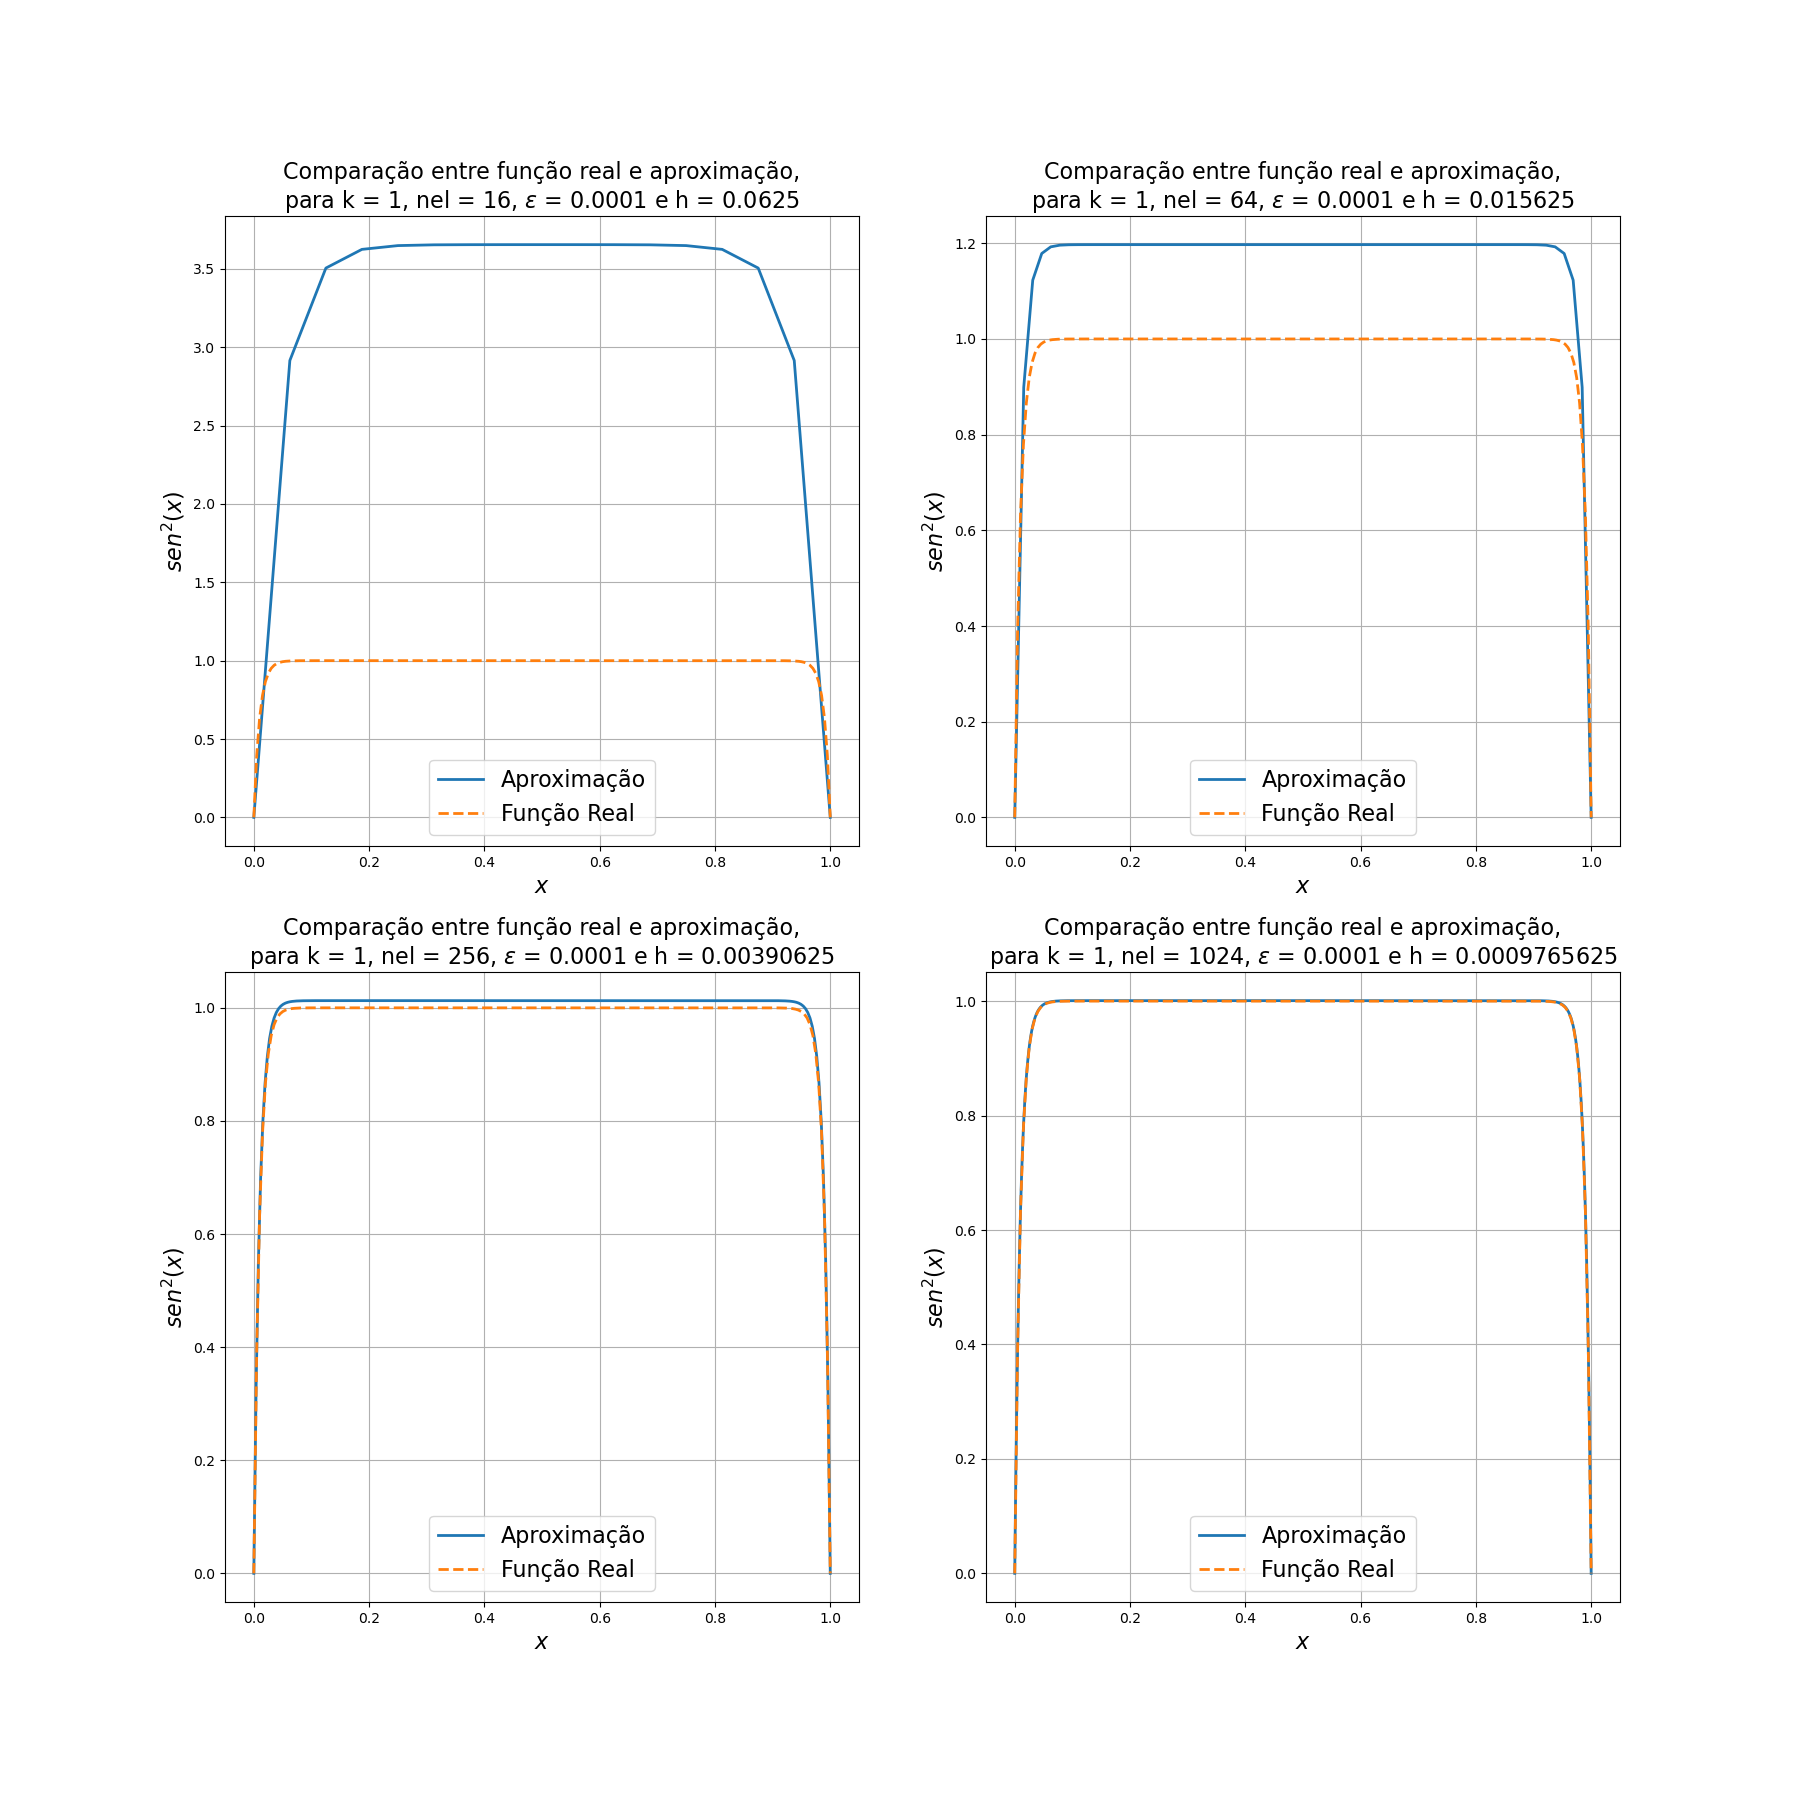 Comparação entre função real e aproximação,
para k = 1, nel = 16, ε = 0.0001 e h = 0.0625
3.5
3.0
2.5
2.0
1.5
1.0
0.5
0.0
sen²(x)
Aproximação
Função Real
0.0 0.2 0.4 0.6 0.8 1.0
x
Comparação entre função real e aproximação,
para k = 1, nel = 64, ε = 0.0001 e h = 0.015625
1.2
1.0
0.8
0.6
0.4
0.2
0.0
sen²(x)
Aproximação
Função Real
0.0 0.2 0.4 0.6 0.8 1.0
x
Comparação entre função real e aproximação,
para k = 1, nel = 256, ε = 0.0001 e h = 0.00390625
1.0
0.8
0.6
0.4
0.2
0.0
sen²(x)
Aproximação
Função Real
0.0 0.2 0.4 0.6 0.8 1.0
x
Comparação entre função real e aproximação,
para k = 1, nel = 1024, ε = 0.0001 e h = 0.0009765625
1.0
0.8
0.6
0.4
0.2
0.0
sen²(x)
Aproximação
Função Real
0.0 0.2 0.4 0.6 0.8 1.0
x